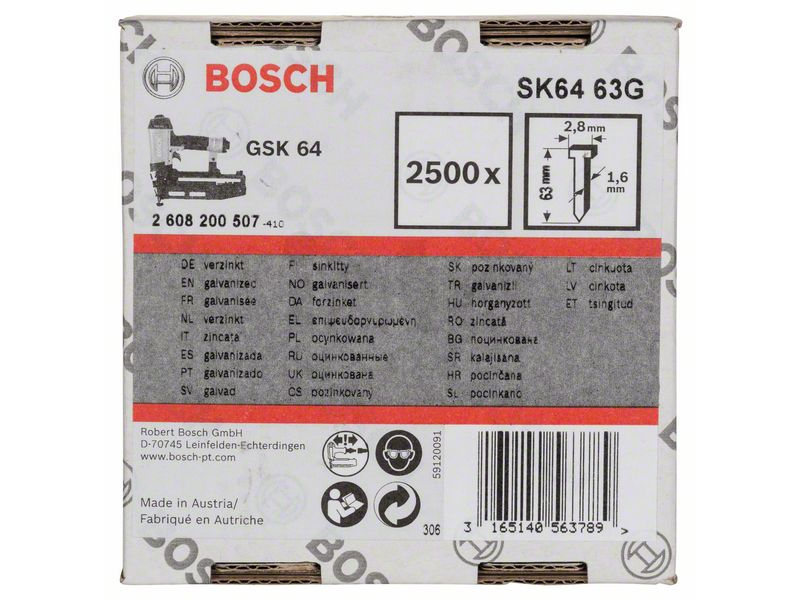 BOSCH
SK64 63G
GSK 64
2500 x
2,8 mm
63 mm
1,6 mm
2 608 200 507 -410
DE verzinkt
EN galvanized
FR galvanisée
NL verzinkt
IT zincata
ES galvanizada
PT galvanizado
SV galvad
FI sinkitty
NO galvanisert
DA forzinket
EL επιψευδαργυρωμένη
PL ocynkowana
RU оцинкованные
UK оцинкована
CS pozinkovaný
SK pozinkovaný
TR galvanizli
HU horganyzott
RO zincată
BG поцинкована
SR kalajisana
HR pocinčana
SL pocinkano
LT cinkuota
LV cinkota
ET tsingitud
Robert Bosch GmbH
D-70745 Leinfelden-Echterdingen
www.bosch-pt.com
Made in Austria/
Fabriqué en Autriche
59120091
306
3 165140 563789 >